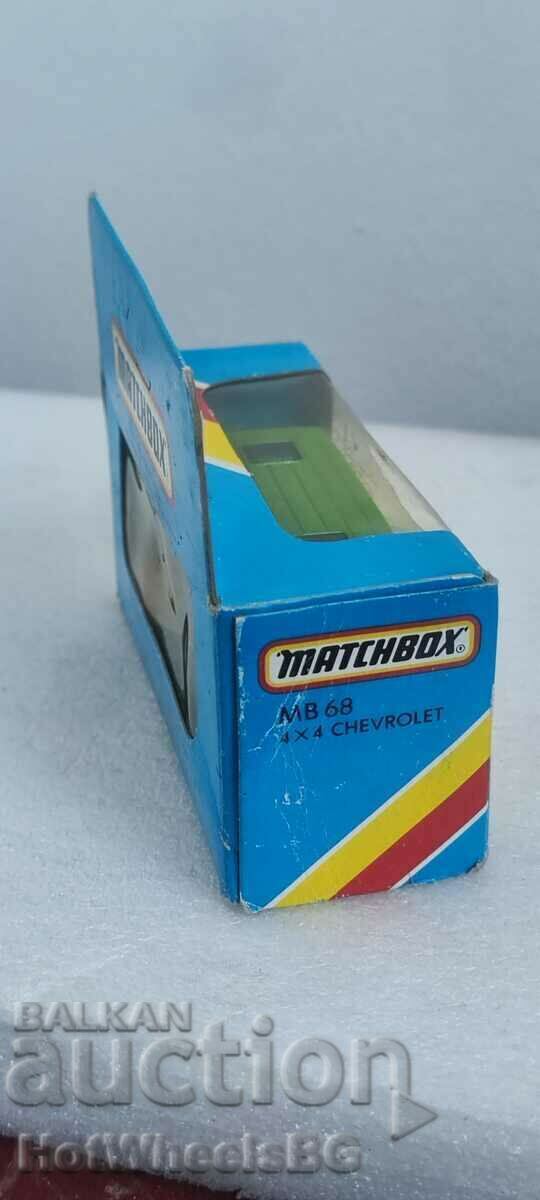 MATCHBOX
MATCHBOX®
MB 68
4×4 CHEVROLET
BALKAN
auction
HotWheelsBG